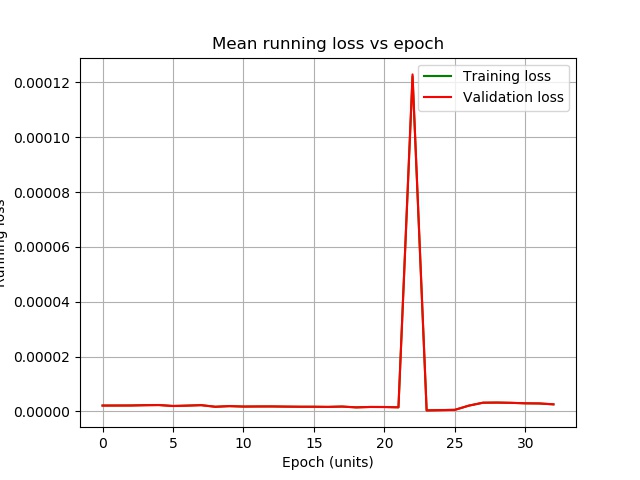 Mean running loss vs epoch
Training loss
Validation loss
0.00012
0.00010
0.00008
0.00006
0.00004
0.00002
0.00000
Running loss
0 5 10 15 20 25 30
Epoch (units)